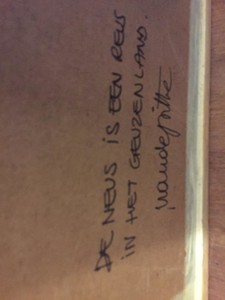 DE NEUS IS EEN REUS
IN HET GEUZENLAND.